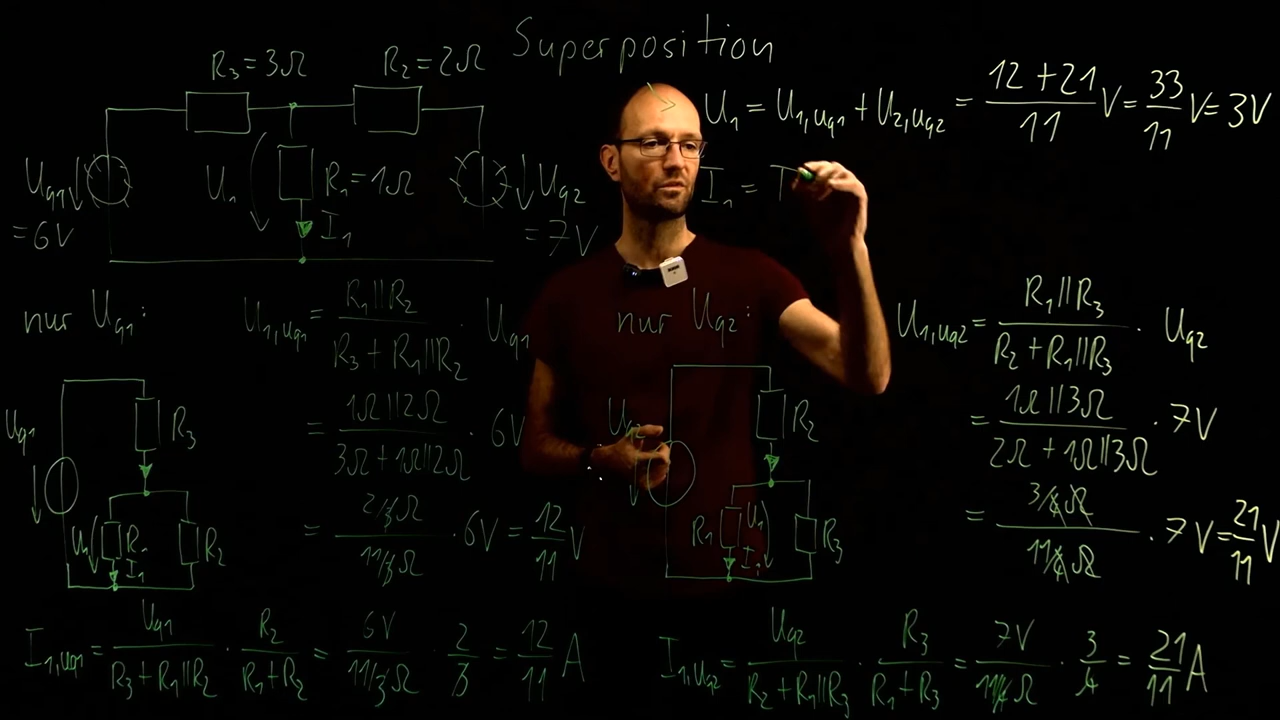 Superposition
R₃=3Ω
R₂=2Ω
U₁ = U₁,Uq1 + U₂,Uq2 = (12+21)/11 V = 33/11 V = 3V
Uq1
=6V
U₁
R₁=1Ω
I₁
Uq2
=7V
I₁ = I
nur Uq1:
U₁,Uq1 = (R₁||R₂)/(R₃+R₁||R₂) · Uq1
= (1Ω||2Ω)/(3Ω+1Ω||2Ω) · 6V
= (2/3Ω)/(11/3Ω) · 6V = 12/11 V
Uq1
R₃
U₁
R₁
I₁
R₂
I₁,Uq1 = Uq1/(R₃+R₁||R₂) · R₂/(R₁+R₂) = 6V/(11/3Ω) · 2/3 = 12/11 A
nur Uq2:
U₁,Uq2 = (R₁||R₃)/(R₂+R₁||R₃) · Uq2
= (1Ω||3Ω)/(2Ω+1Ω||3Ω) · 7V
= (3/4Ω)/(11/4Ω) · 7V = 21/11 V
Uq2
R₂
R₁
U₁
I₁
R₃
I₁,Uq2 = Uq2/(R₂+R₁||R₃) · R₃/(R₁+R₃) = 7V/(11/4Ω) · 3/4 = 21/11 A